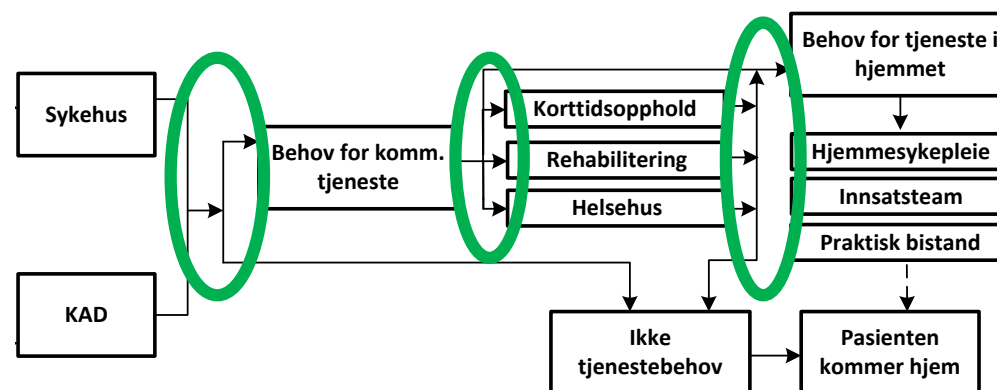 Sykehus
KAD
Behov for komm.
tjeneste
Korttidsopphold
Rehabilitering
Helsehus
Behov for tjeneste i
hjemmet
Hjemmesykepleie
Innsatsteam
Praktisk bistand
Ikke
tjenestebehov
Pasienten
kommer hjem